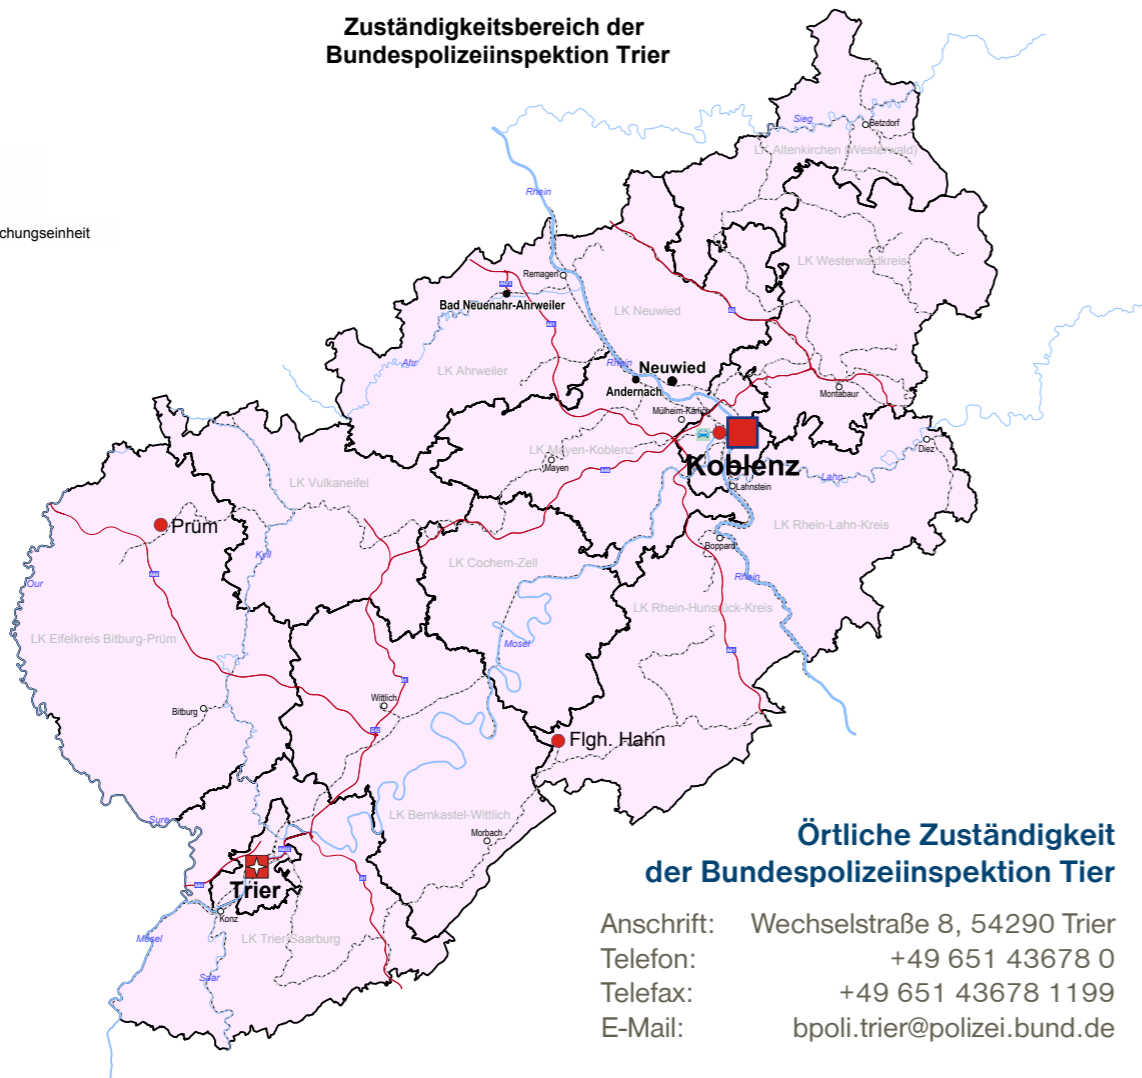 Zuständigkeitsbereich der
Bundespolizeiinspektion Trier
Sieg
Betzdorf
LK Altenkirchen (Westerwald)
Rhein
chungseinheit
LK Westerwaldkreis
Remagen
Bad Neuenahr-Ahrweiler
LK Neuwied
Ahr
Rhein
Neuwied
LK Ahrweiler
Andernach
Montabaur
Mülheim-Kärlich
LK Mayen-Koblenz
Mayen
Koblenz
Diez
Lahn
Lahnstein
LK Vulkaneifel
Prüm
LK Rhein-Lahn-Kreis
Boppard
Kyll
LK Cochem-Zell
Our
Rhein
LK Rhein-Hunsrück-Kreis
LK Eifelkreis Bitburg-Prüm
Mosel
Wittlich
Bitburg
Flgh. Hahn
Sure
LK Bernkastel-Wittlich
Morbach
Trier
Konz
Mosel
LK Trier-Saarburg
Saar
Örtliche Zuständigkeit
der Bundespolizeiinspektion Tier
Anschrift: Wechselstraße 8, 54290 Trier
Telefon: +49 651 43678 0
Telefax: +49 651 43678 1199
E-Mail: bpoli.trier@polizei.bund.de